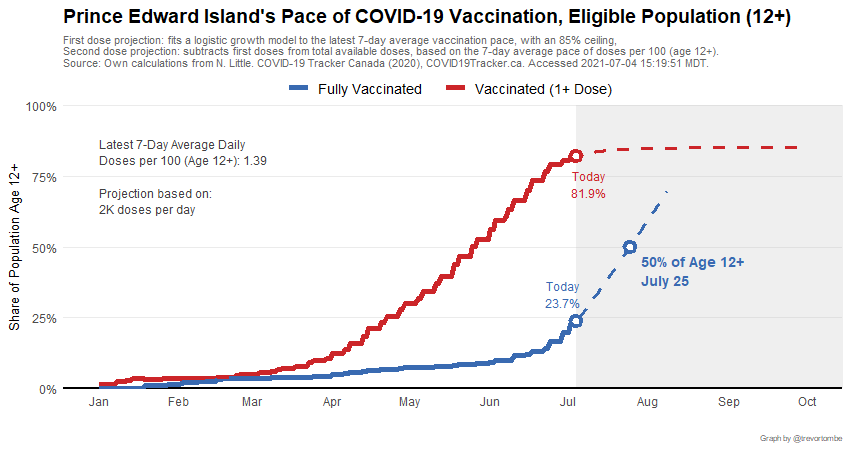 Prince Edward Island's Pace of COVID-19 Vaccination, Eligible Population (12+)
First dose projection: fits a logistic growth model to the latest 7-day average vaccination pace, with an 85% ceiling,
Second dose projection: subtracts first doses from total available doses, based on the 7-day average pace of doses per 100 (age 12+).
Source: Own calculations from N. Little. COVID-19 Tracker Canada (2020), COVID19Tracker.ca. Accessed 2021-07-04 15:19:51 MDT.
Fully Vaccinated
Vaccinated (1+ Dose)
100%
75%
50%
25%
0%
Share of Population Age 12+
Latest 7-Day Average Daily
Doses per 100 (Age 12+): 1.39
Projection based on:
2K doses per day
Today
81.9%
50% of Age 12+
July 25
Today
23.7%
Jan
Feb
Mar
Apr
May
Jun
Jul
Aug
Sep
Oct
Graph by @trevortombe